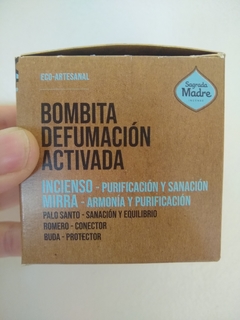 ECO-ARTESANAL
Sagrada
Madre
BOMBITA
DEFUMACIÓN
ACTIVADA
INCIENSO - PURIFICACIÓN Y SANACIÓN
MIRRA - ARMONÍA Y PURIFICACIÓN
PALO SANTO - SANACIÓN Y EQUILIBRIO
ROMERO - CONECTOR
BUDA - PROTECTOR